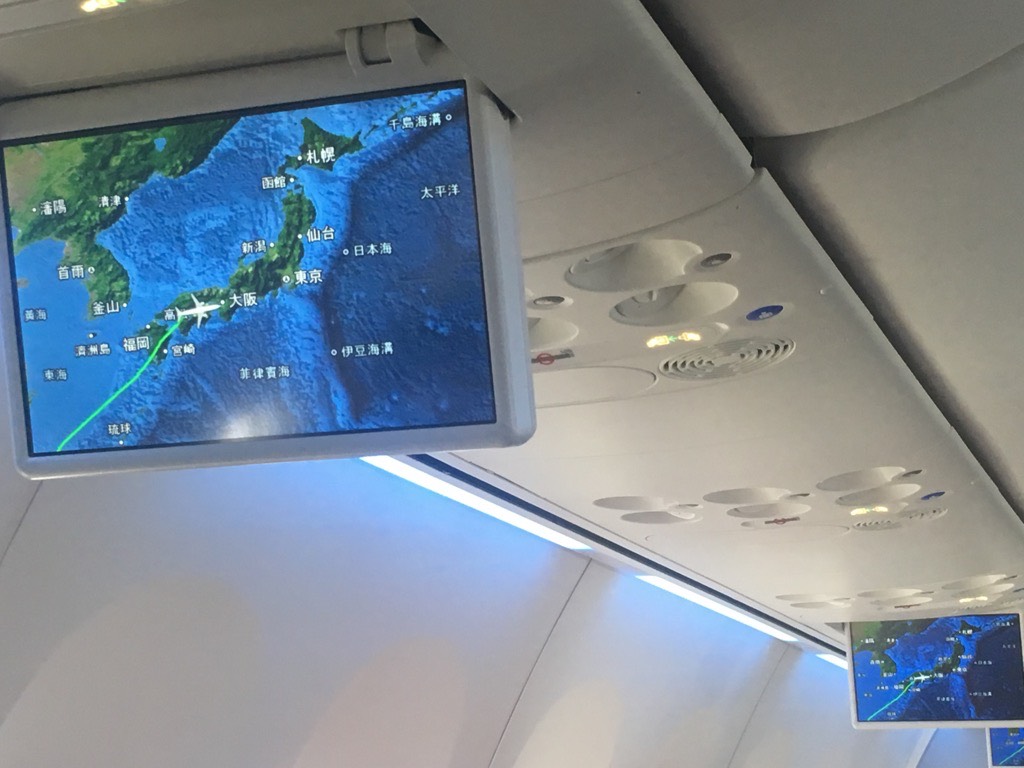 千島海溝
札幌
函館
太平洋
瀋陽
清津
仙台
新潟
日本海
首爾
東京
釜山
大阪
高
黃海
福岡
宮崎
濟洲島
伊豆海溝
東海
菲律賓海
琉球